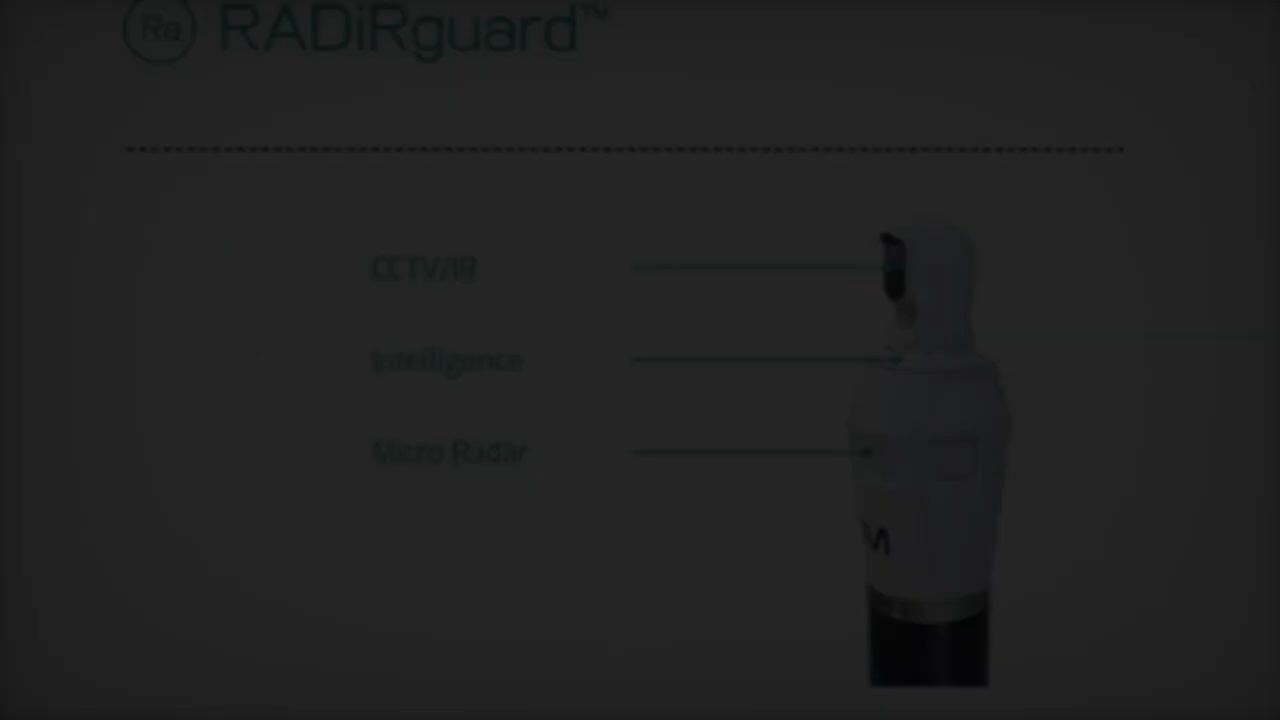 Ra RADiRguard™
CCTV/IR
Intelligence
Micro Radar
M